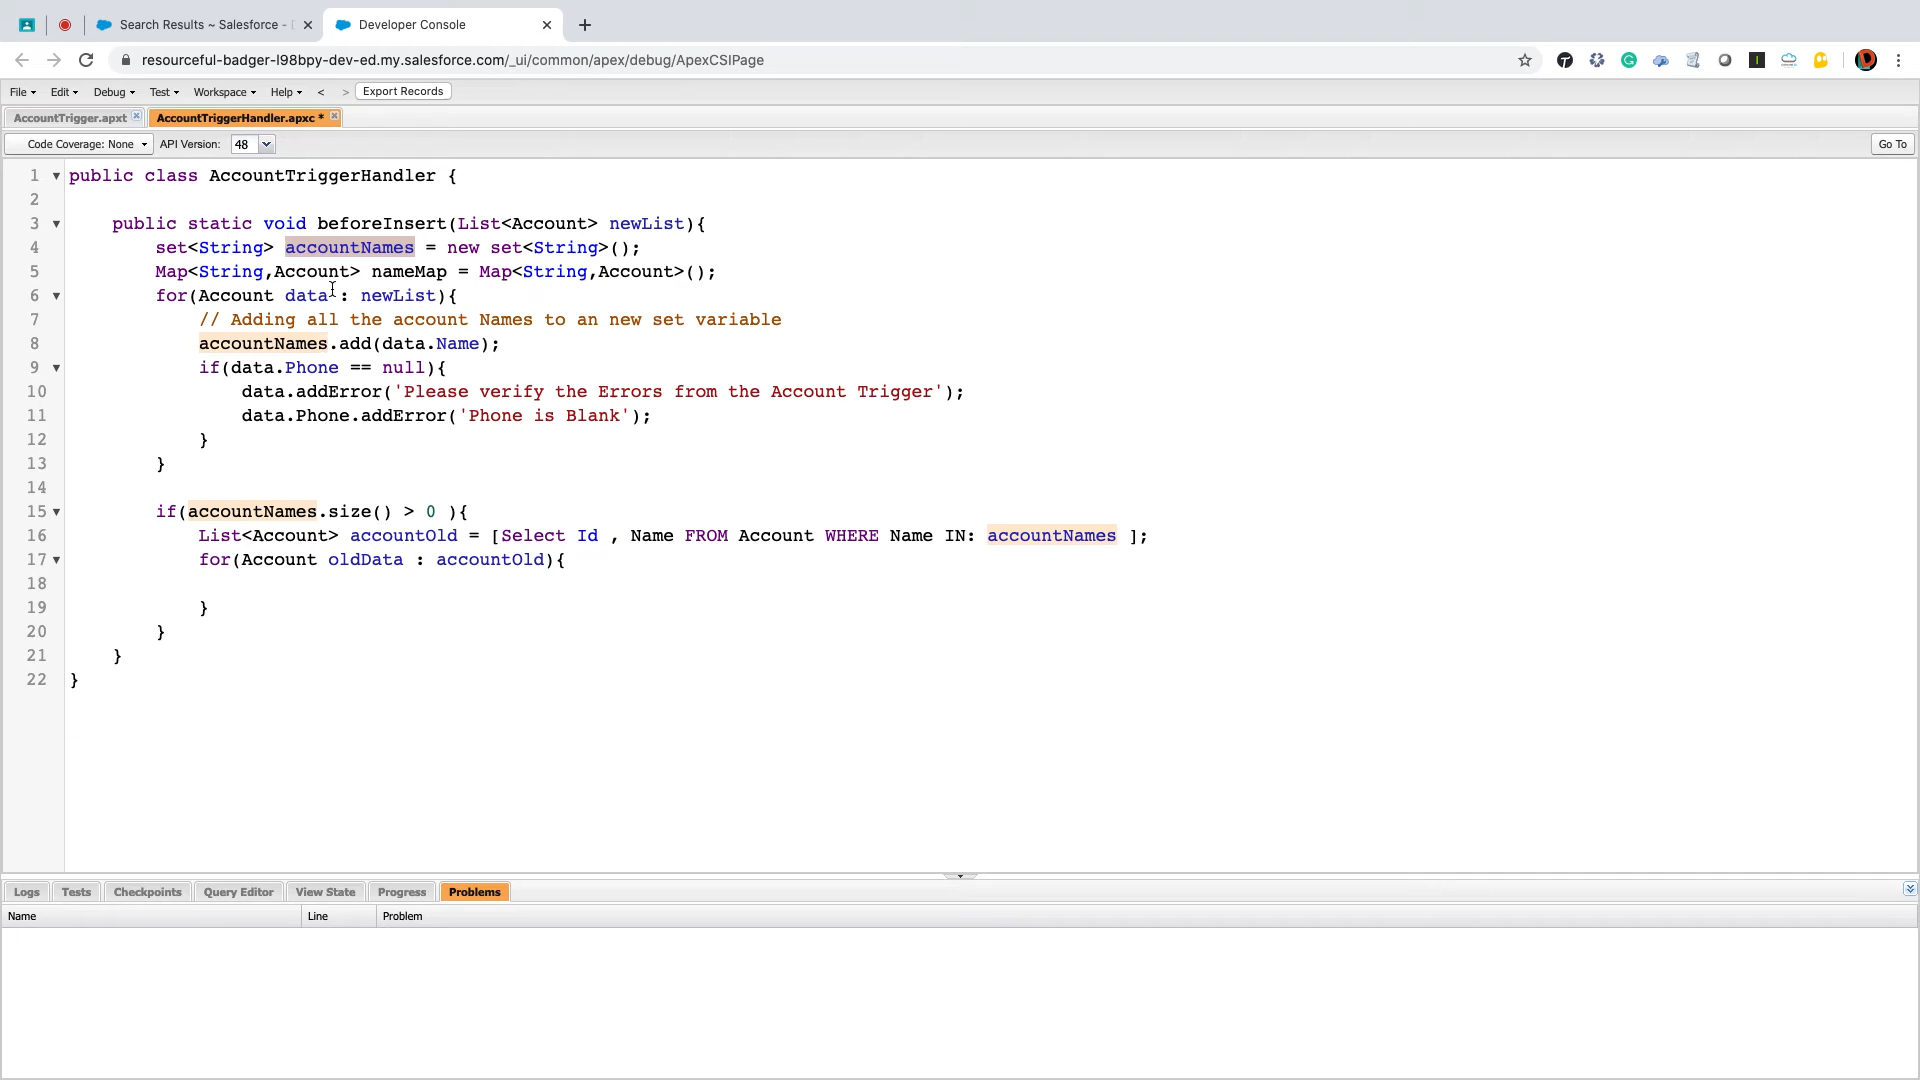 Search Results ~ Salesforce -
Developer Console
resourceful-badger-l98bpy-dev-ed.my.salesforce.com/_ui/common/apex/debug/ApexCSIPage
File Edit Debug Test Workspace Help < > Export Records
AccountTrigger.apxt AccountTriggerHandler.apxc *
Code Coverage: None API Version: 48 Go To
1 public class AccountTriggerHandler {
2
3 public static void beforeInsert(List<Account> newList){
4 set<String> accountNames = new set<String>();
5 Map<String,Account> nameMap = Map<String,Account>();
6 for(Account data : newList){
7 // Adding all the account Names to an new set variable
8 accountNames.add(data.Name);
9 if(data.Phone == null){
10 data.addError('Please verify the Errors from the Account Trigger');
11 data.Phone.addError('Phone is Blank');
12 }
13 }
14
15 if(accountNames.size() > 0 ){
16 List<Account> accountOld = [Select Id , Name FROM Account WHERE Name IN: accountNames ];
17 for(Account oldData : accountOld){
18
19 }
20 }
21 }
22 }
Logs Tests Checkpoints Query Editor View State Progress Problems
Name Line Problem